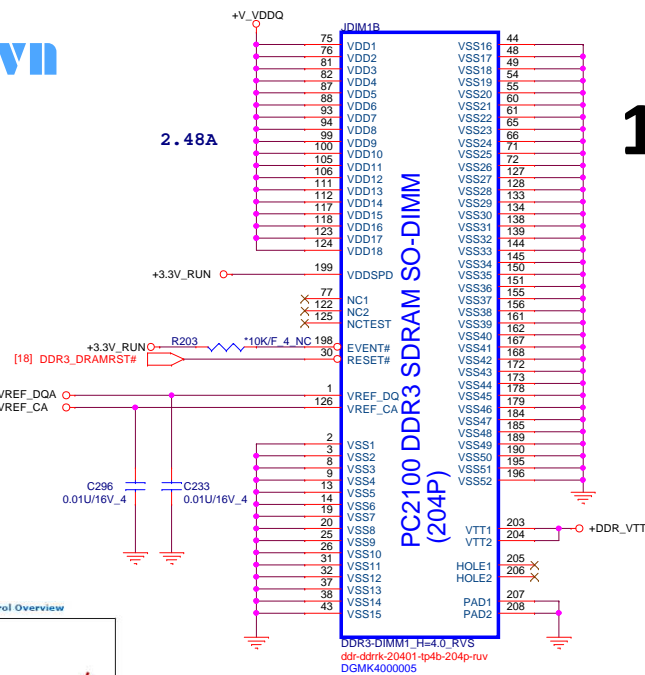 +V_VDDQ
JDIM1B
vn
2.48A
1
75 VDD1 VSS16 44
76 VDD2 VSS17 48
81 VDD3 VSS18 49
82 VDD4 VSS19 54
87 VDD5 VSS20 55
88 VDD6 VSS21 60
93 VDD7 VSS22 61
94 VDD8 VSS23 65
99 VDD9 VSS24 66
100 VDD10 VSS25 71
105 VDD11 VSS26 72
106 VDD12 VSS27 127
111 VDD13 VSS28 128
112 VDD14 VSS29 133
117 VDD15 VSS30 134
118 VDD16 VSS31 138
123 VDD17 VSS32 139
124 VDD18 VSS33 144
VSS34 145
+3.3V_RUN 199 VDDSPD VSS35 150
VSS36 151
77 NC1 VSS37 155
122 NC2 VSS38 156
125 NCTEST VSS39 161
VSS40 162
+3.3V_RUN R203 *10K/F_4_NC 198 EVENT# VSS41 167
[18] DDR3_DRAMRST# 30 RESET# VSS42 168
VSS43 172
VSS44 173
VREF_DQA 1 VREF_DQ VSS45 178
VREF_CA 126 VREF_CA VSS46 179
VSS47 184
VSS48 185
VSS49 189
VSS50 190
VSS51 195
VSS52 196
PC2100 DDR3 SDRAM SO-DIMM
(204P)
2 VSS1
3 VSS2
8 VSS3
9 VSS4
13 VSS5
14 VSS6
19 VSS7
20 VSS8
25 VSS9
26 VSS10
31 VSS11
32 VSS12
37 VSS13
38 VSS14
43 VSS15
C296
0.01U/16V_4
C233
0.01U/16V_4
VTT1 203
VTT2 204
+DDR_VTT
HOLE1 205
HOLE2 206
PAD1 207
PAD2 208
rol Overview
DDR3-DIMM1_H=4.0_RVS
ddr-ddrrk-20401-tp4b-204p-ruv
DGMK4000005